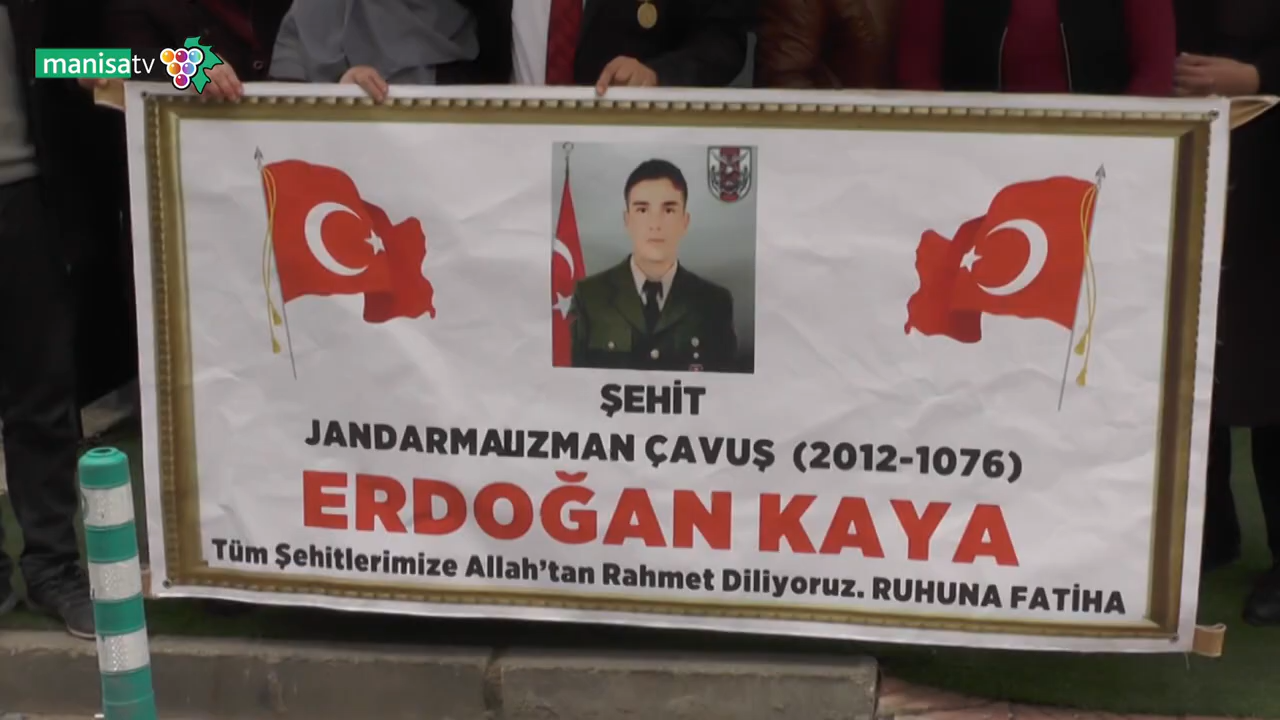 manisatv
ŞEHİT
JANDARMAUZMAN ÇAVUŞ (2012-1076)
ERDOĞAN KAYA
Tüm Şehitlerimize Allah'tan Rahmet Diliyoruz. RUHUNA FATİHA